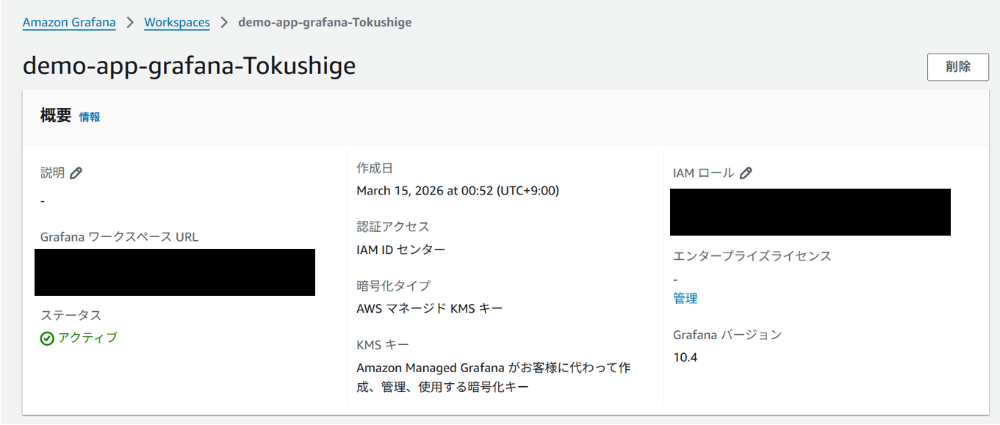 Amazon Grafana > Workspaces > demo-app-grafana-Tokushige
demo-app-grafana-Tokushige
削除
概要 情報
説明
-
Grafana ワークスペース URL
ステータス
アクティブ
作成日
March 15, 2026 at 00:52 (UTC+9:00)
認証アクセス
IAM ID センター
暗号化タイプ
AWS マネージド KMS キー
KMS キー
Amazon Managed Grafana がお客様に代わって作
成、管理、使用する暗号化キー
IAM ロール
エンタープライズライセンス
-
管理
Grafana バージョン
10.4